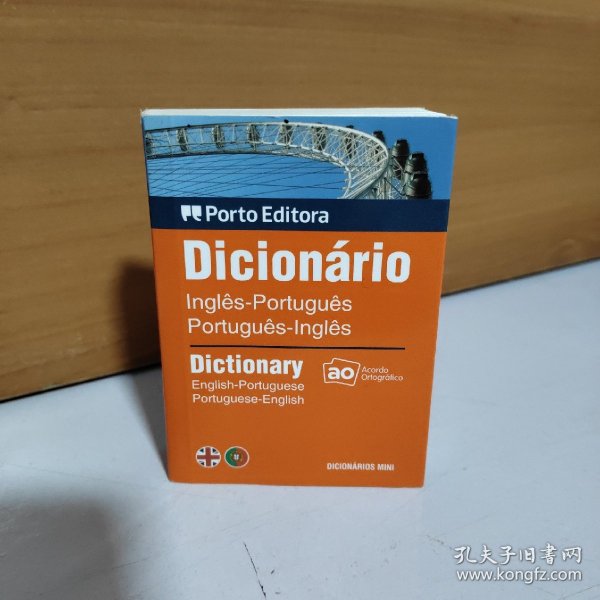 Porto Editora
Dicionário
Inglês-Português
Português-Inglês
Dictionary
English-Portuguese
Portuguese-English
ao
Acordo
Ortográfico
DICIONÁRIOS MINI
孔夫子旧书网
www.kongfz.com